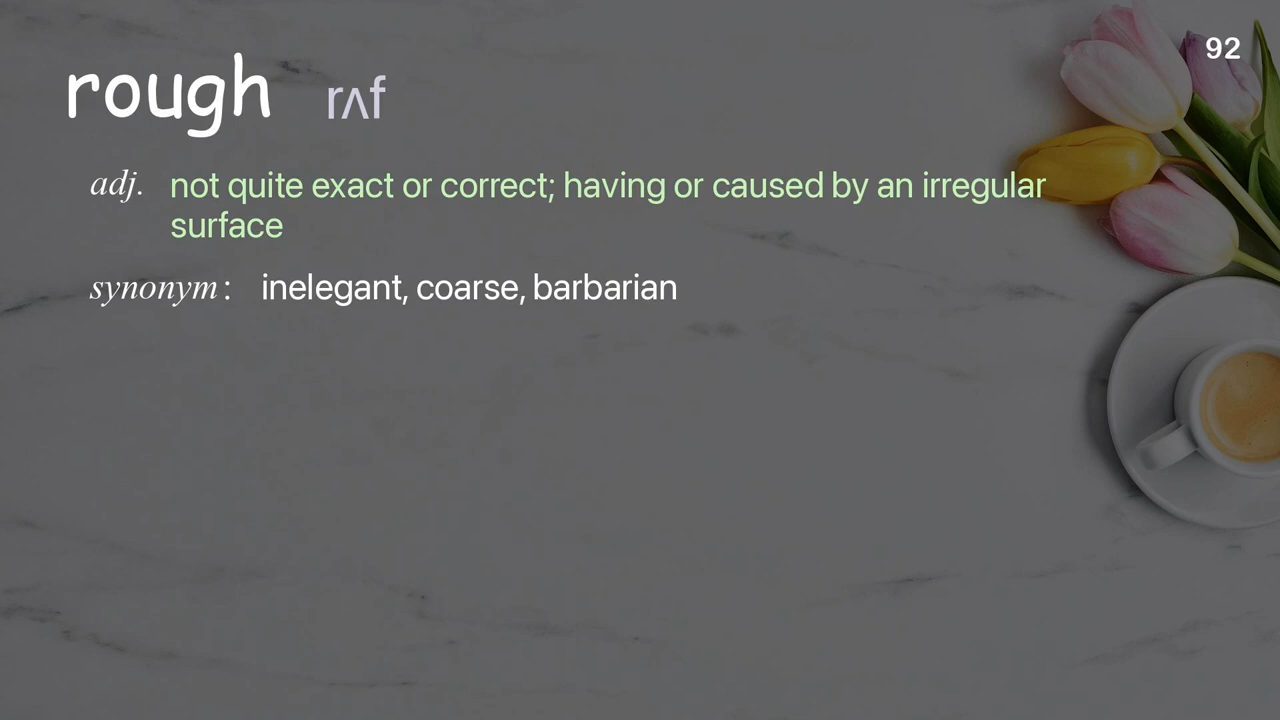 92
rough rʌf
adj. not quite exact or correct; having or caused by an irregular
surface
synonym: inelegant, coarse, barbarian